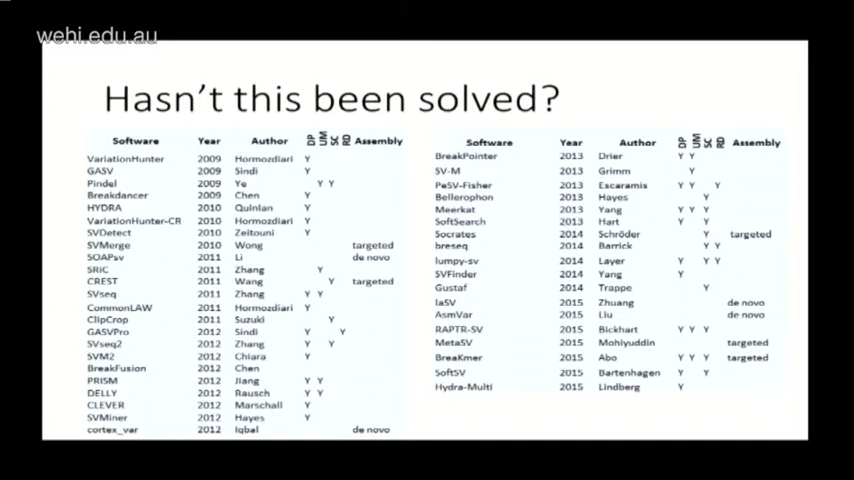 wehi.edu.au
Hasn't this been solved?
Software Year Author DP UM SC RD Assembly
VariationHunter 2009 Hormozdiari Y
GASV 2009 Sindi Y
Pindel 2009 Ye Y Y
Breakdancer 2009 Chen Y
HYDRA 2010 Quinlan Y
VariationHunter-CR 2010 Hormozdiari Y
SVDetect 2010 Zeitouni Y
SVMerge 2010 Wong targeted
SOAPsv 2011 Li de novo
SRiC 2011 Zhang Y
CREST 2011 Wang Y targeted
SVseq 2011 Zhang Y Y
CommonLAW 2011 Hormozdiari Y
ClipCrop 2011 Suzuki Y
GASVPro 2012 Sindi Y Y
SVseq2 2012 Zhang Y Y
SVM2 2012 Chiara Y
BreakFusion 2012 Chen
PRISM 2012 Jiang Y Y
DELLY 2012 Rausch Y Y
CLEVER 2012 Marschall Y
SVMiner 2012 Hayes Y
cortex_var 2012 Iqbal de novo
Software Year Author DP UM SC RD Assembly
BreakPointer 2013 Drier Y Y
SV-M 2013 Grimm Y
PeSV-Fisher 2013 Escaramis Y Y Y
Bellerophon 2013 Hayes Y
Meerkat 2013 Yang Y Y Y
SoftSearch 2013 Hart Y Y
Socrates 2014 Schröder Y targeted
breseq 2014 Barrick Y Y
lumpy-sv 2014 Layer Y Y Y
SVFinder 2014 Yang Y
Gustaf 2014 Trappe Y
laSV 2015 Zhuang de novo
AsmVar 2015 Liu de novo
RAPTR-SV 2015 Bickhart Y Y Y
MetaSV 2015 Mohiyuddin targeted
BreaKmer 2015 Abo Y Y Y targeted
SoftSV 2015 Bartenhagen Y Y
Hydra-Multi 2015 Lindberg Y